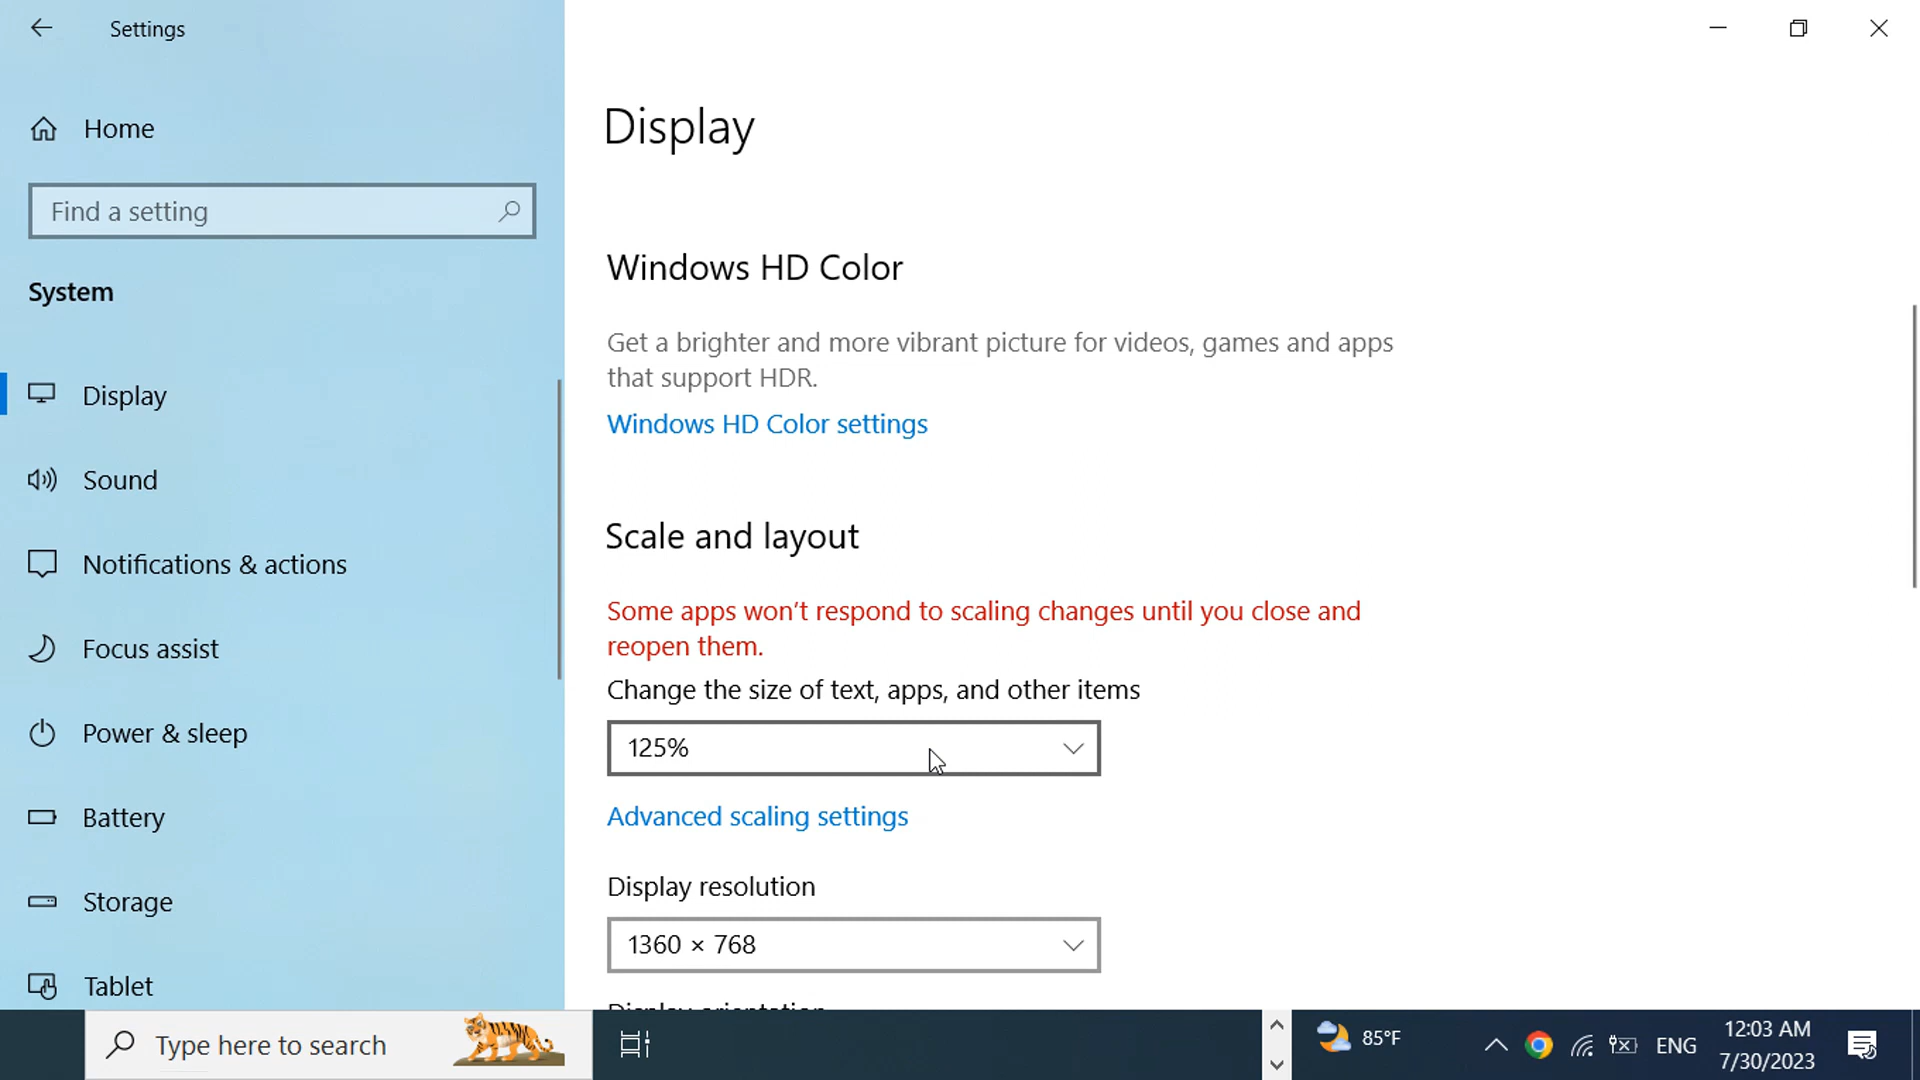 Settings
Home
Find a setting
System
Display
Sound
Notifications & actions
Focus assist
Power & sleep
Battery
Storage
Tablet
Display
Windows HD Color
Get a brighter and more vibrant picture for videos, games and apps
that support HDR.
Windows HD Color settings
Scale and layout
Some apps won't respond to scaling changes until you close and
reopen them.
Change the size of text, apps, and other items
125%
Advanced scaling settings
Display resolution
1360 × 768
Display orientation
Type here to search
85°F
ENG
12:03 AM
7/30/2023